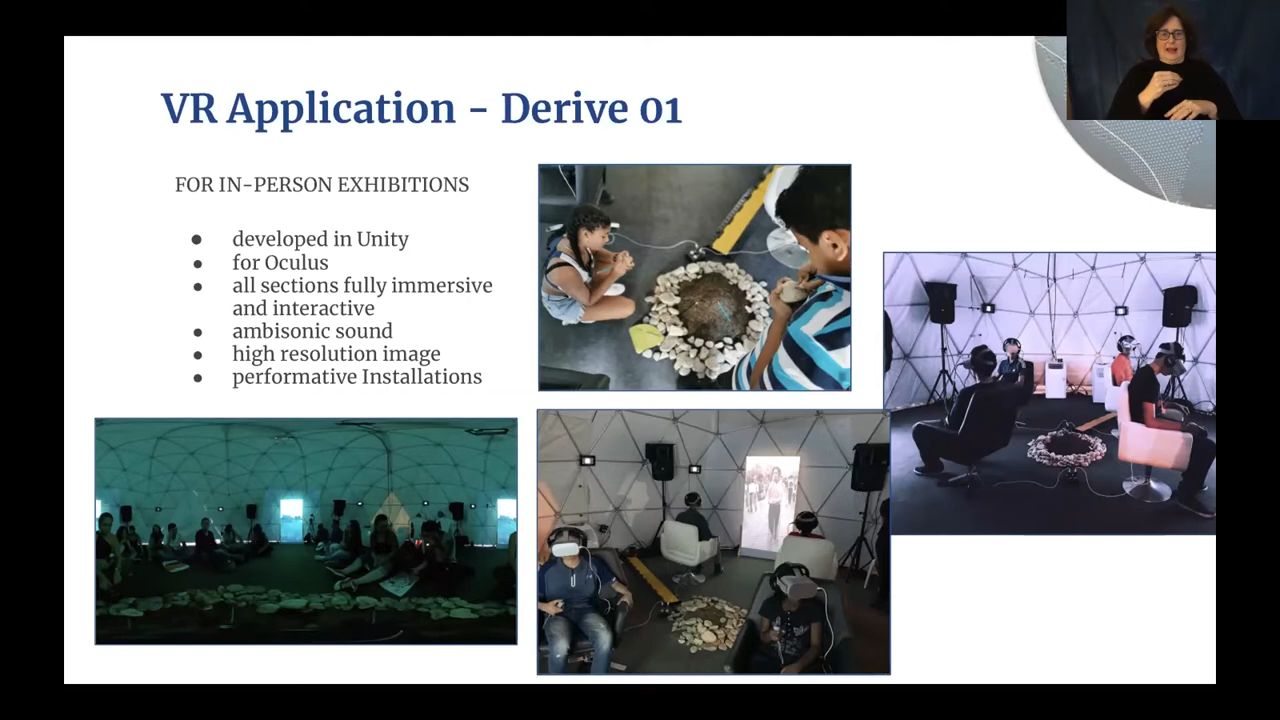 VR Application - Derive 01
FOR IN-PERSON EXHIBITIONS
● developed in Unity
● for Oculus
● all sections fully immersive
and interactive
● ambisonic sound
● high resolution image
● performative Installations